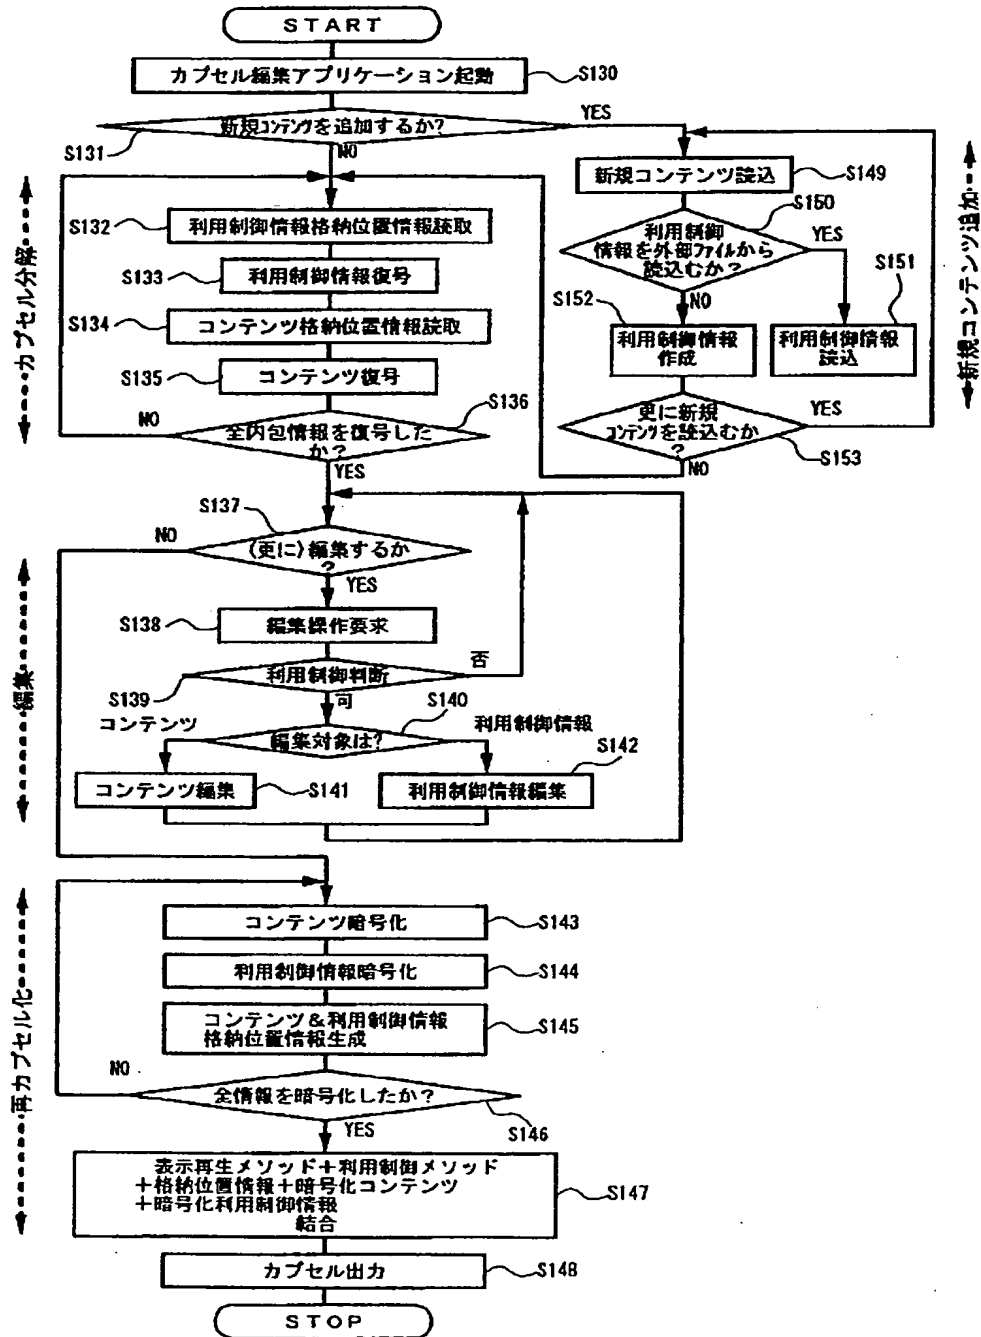 START
カプセル編集アプリケーション起動
S130
新規コンテンツを追加するか?
YES
S131
NO
カプセル分解
S132
利用制御情報格納位置情報読取
S133
利用制御情報復号
S134
コンテンツ格納位置情報読取
S135
コンテンツ復号
S136
NO
全内包情報を復号した
か?
YES
新規コンテンツ追加
新規コンテンツ読込
S149
S150
利用制御
情報を外部ファイルから
読込むか?
YES
S151
NO
S152
利用制御情報
作成
利用制御情報
読込
更に新規
コンテンツを読込むか
?
YES
S153
NO
編集
S137
NO
(更に)編集するか
?
YES
S138
編集操作要求
否
利用制御判断
S139
可
S140
コンテンツ
利用制御情報
編集対象は?
S142
コンテンツ編集
S141
利用制御情報編集
再カプセル化
コンテンツ暗号化
S143
利用制御情報暗号化
S144
コンテンツ&利用制御情報
格納位置情報生成
S145
NO
全情報を暗号化したか?
S146
YES
表示再生メソッド+利用制御メソッド
+格納位置情報+暗号化コンテンツ
+暗号化利用制御情報
結合
S147
カプセル出力
S148
STOP